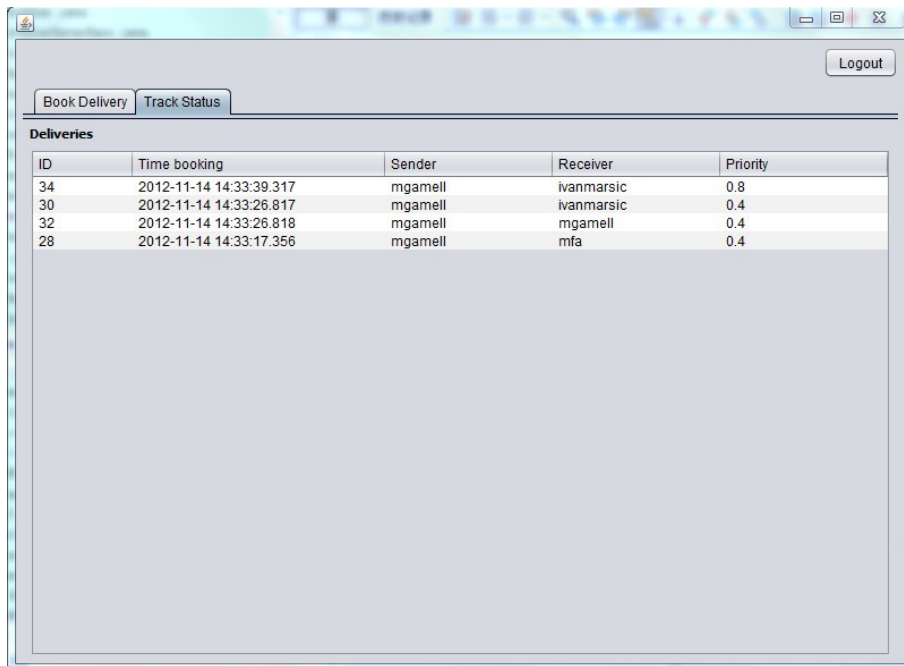 Logout
Book Delivery Track Status
Deliveries
ID Time booking Sender Receiver Priority
34 2012-11-14 14:33:39.317 mgamell ivanmarsic 0.8
30 2012-11-14 14:33:26.817 mgamell ivanmarsic 0.4
32 2012-11-14 14:33:26.818 mgamell mgamell 0.4
28 2012-11-14 14:33:17.356 mgamell mfa 0.4